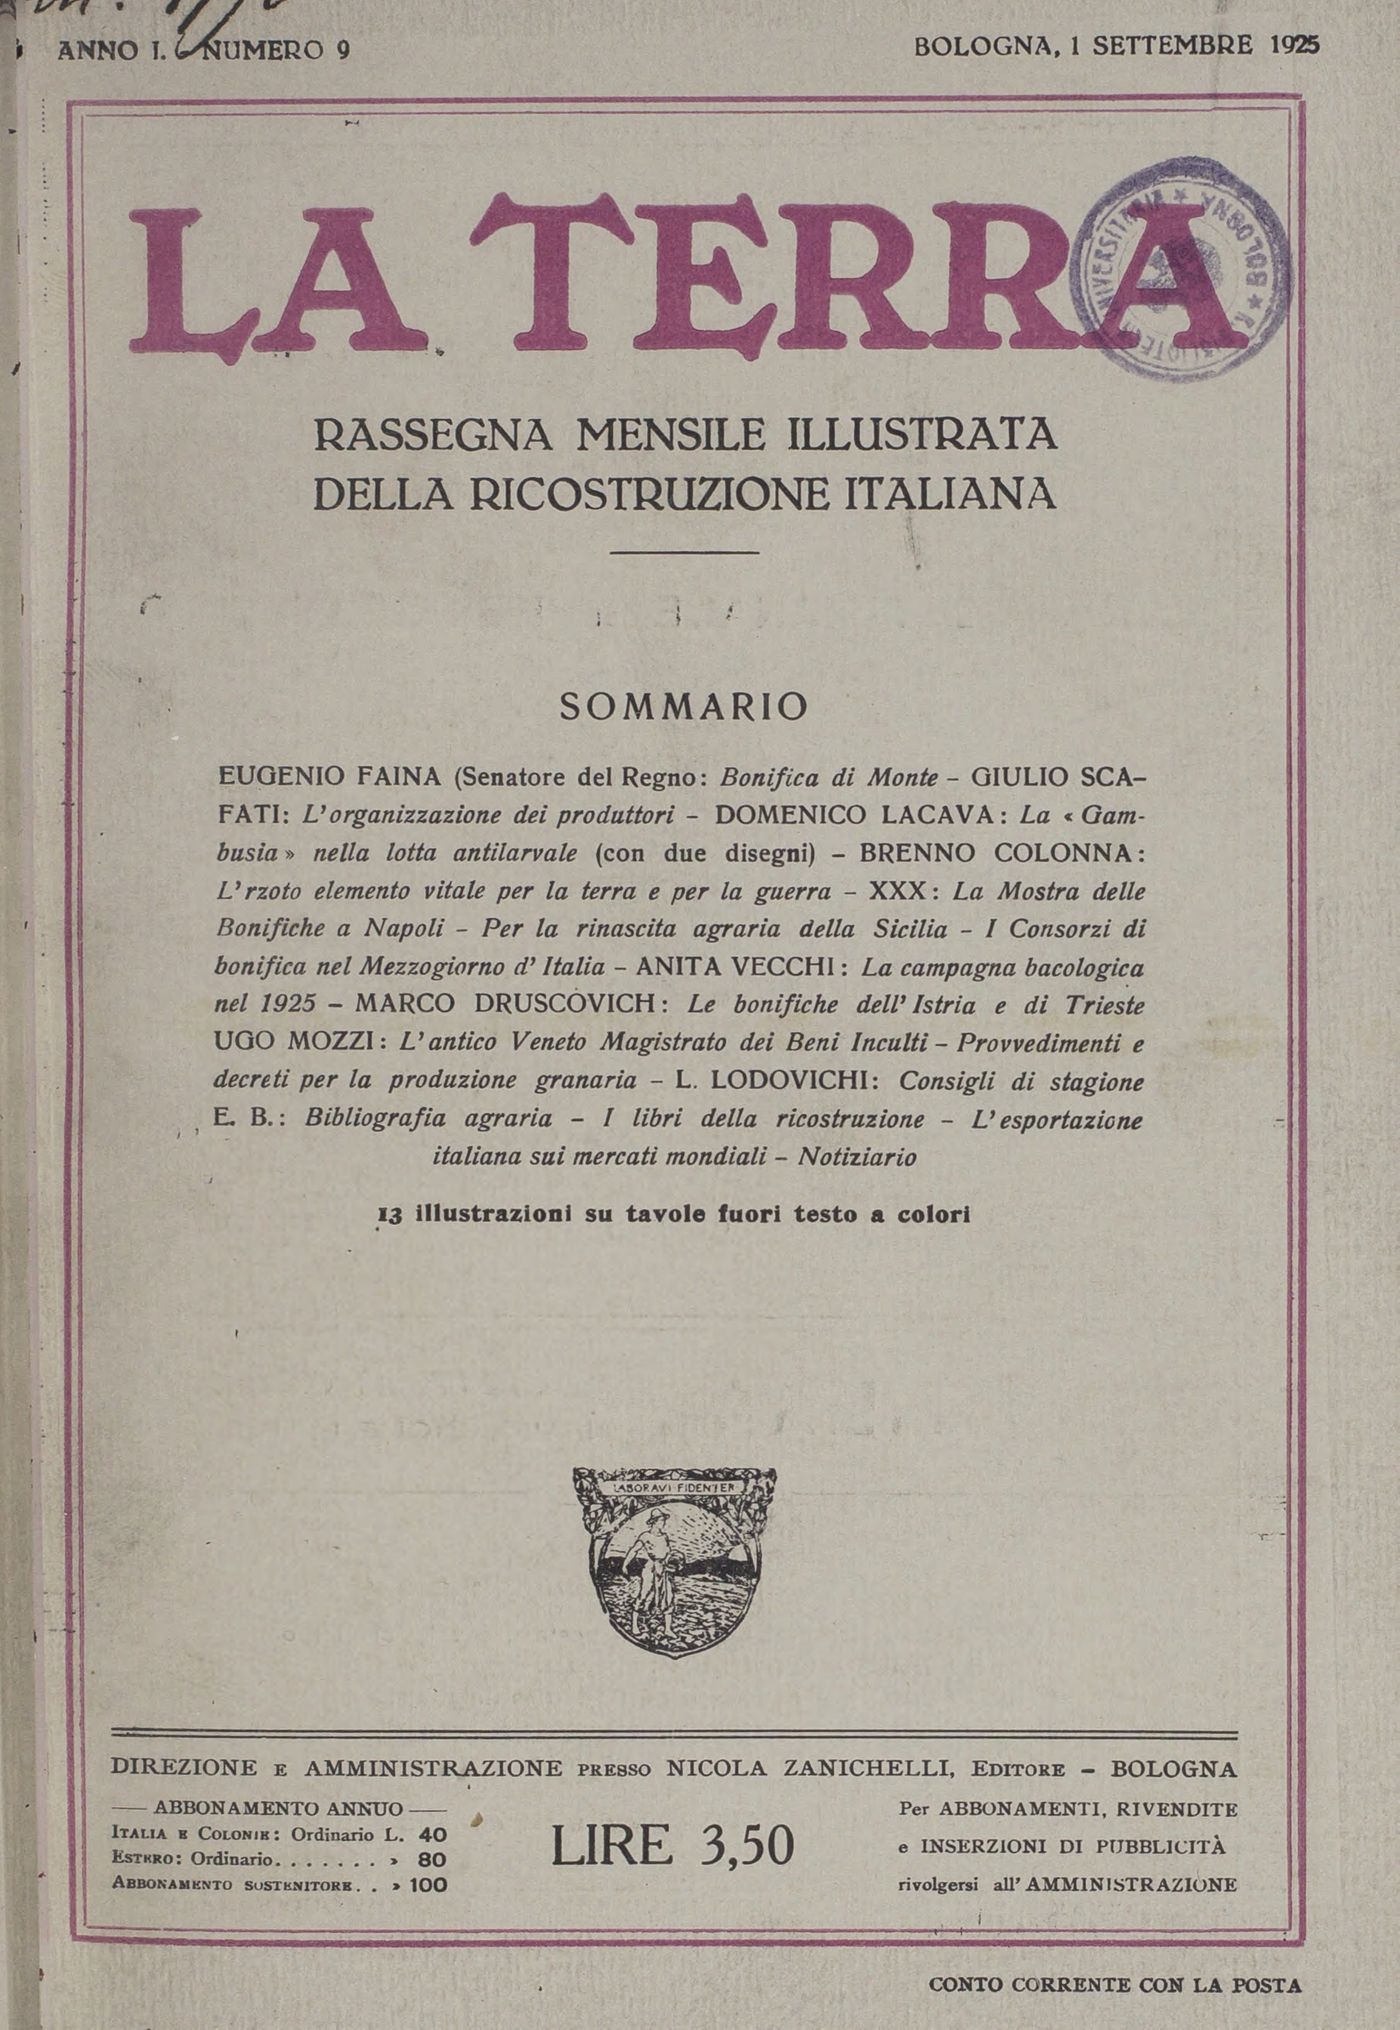 ANNO I. NUMERO 9
BOLOGNA, 1 SETTEMBRE 1925
LA TERRA
BOLOGNA
RASSEGNA MENSILE ILLUSTRATA
DELLA RICOSTRUZIONE ITALIANA
SOMMARIO
EUGENIO FAINA (Senatore del Regno: Bonifica di Monte – GIULIO SCA–
FATI: L'organizzazione dei produttori – DOMENICO LACAVA: La « Gam-
busia » nella lotta antilarvale (con due disegni) – BRENNO COLONNA:
L'rzoto elemento vitale per la terra e per la guerra – XXX: La Mostra delle
Bonifiche a Napoli – Per la rinascita agraria della Sicilia – I Consorzi di
bonifica nel Mezzogiorno d' Italia – ANITA VECCHI: La campagna bacologica
nel 1925 – MARCO DRUSCOVICH: Le bonifiche dell' Istria e di Trieste
UGO MOZZI: L'antico Veneto Magistrato dei Beni Inculti – Provvedimenti e
decreti per la produzione granaria – L. LODOVICHI: Consigli di stagione
E. B.: Bibliografia agraria – I libri della ricostruzione – L'esportazione
italiana sui mercati mondiali – Notiziario
13 illustrazioni su tavole fuori testo a colori
LABORAVI FIDENTER
DIREZIONE E AMMINISTRAZIONE PRESSO NICOLA ZANICHELLI, EDITORE – BOLOGNA
ABBONAMENTO ANNUO
ITALIA E COLONIE: Ordinario L. 40
ESTERO: Ordinario. . . . . . . » 80
ABBONAMENTO SOSTENITORE. . » 100
LIRE 3,50
Per ABBONAMENTI, RIVENDITE
e INSERZIONI DI PUBBLICITÀ
rivolgersi all' AMMINISTRAZIONE
CONTO CORRENTE CON LA POSTA